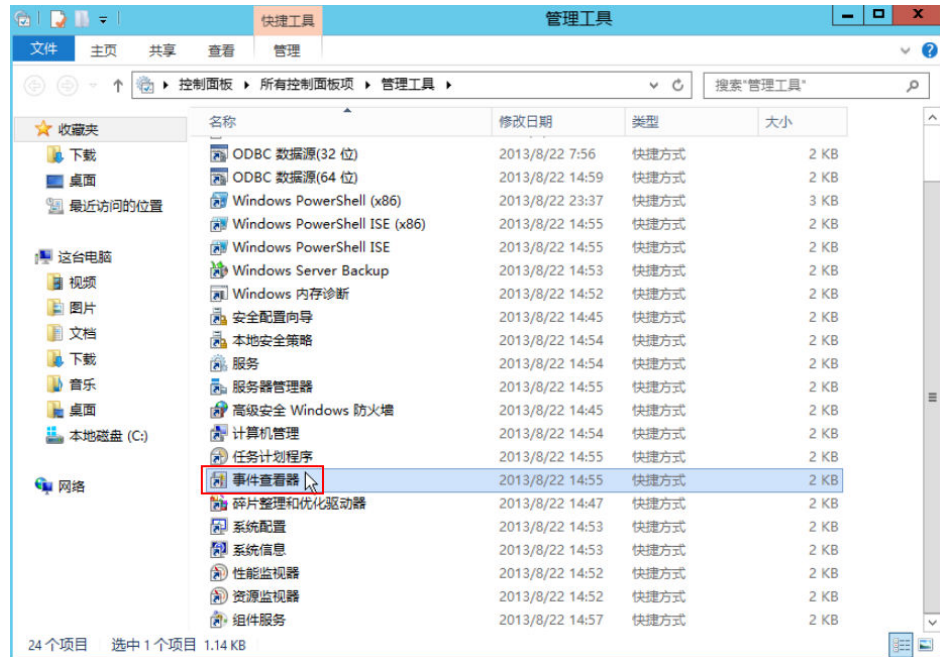 快捷工具 管理工具
文件 主页 共享 查看 管理
控制面板 所有控制面板项 管理工具 搜索"管理工具"
收藏夹
下载
桌面
最近访问的位置
这台电脑
视频
图片
文档
下载
音乐
桌面
本地磁盘 (C:)
网络
名称 修改日期 类型 大小
ODBC 数据源(32 位) 2013/8/22 7:56 快捷方式 2 KB
ODBC 数据源(64 位) 2013/8/22 14:59 快捷方式 2 KB
Windows PowerShell (x86) 2013/8/22 23:37 快捷方式 3 KB
Windows PowerShell ISE (x86) 2013/8/22 14:55 快捷方式 2 KB
Windows PowerShell ISE 2013/8/22 14:55 快捷方式 2 KB
Windows Server Backup 2013/8/22 14:53 快捷方式 2 KB
Windows 内存诊断 2013/8/22 14:52 快捷方式 2 KB
安全配置向导 2013/8/22 14:45 快捷方式 2 KB
本地安全策略 2013/8/22 14:54 快捷方式 2 KB
服务 2013/8/22 14:54 快捷方式 2 KB
服务器管理器 2013/8/22 14:55 快捷方式 2 KB
高级安全 Windows 防火墙 2013/8/22 14:45 快捷方式 2 KB
计算机管理 2013/8/22 14:54 快捷方式 2 KB
任务计划程序 2013/8/22 14:55 快捷方式 2 KB
事件查看器 2013/8/22 14:55 快捷方式 2 KB
碎片整理和优化驱动器 2013/8/22 14:47 快捷方式 2 KB
系统配置 2013/8/22 14:53 快捷方式 2 KB
系统信息 2013/8/22 14:53 快捷方式 2 KB
性能监视器 2013/8/22 14:52 快捷方式 2 KB
资源监视器 2013/8/22 14:52 快捷方式 2 KB
组件服务 2013/8/22 14:57 快捷方式 2 KB
24 个项目 选中 1 个项目 1.14 KB